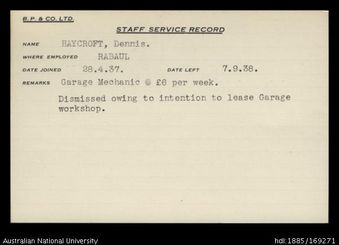 B.P. & CO. LTD.
STAFF SERVICE RECORD
NAME HAYCROFT, Dennis.
WHERE EMPLOYED RABAUL
DATE JOINED 28.4.37. DATE LEFT 7.9.38.
REMARKS Garage Mechanic @ £6 per week.
Dismissed owing to intention to lease Garage
workshop.
Australian National University
hdl:1885/169271